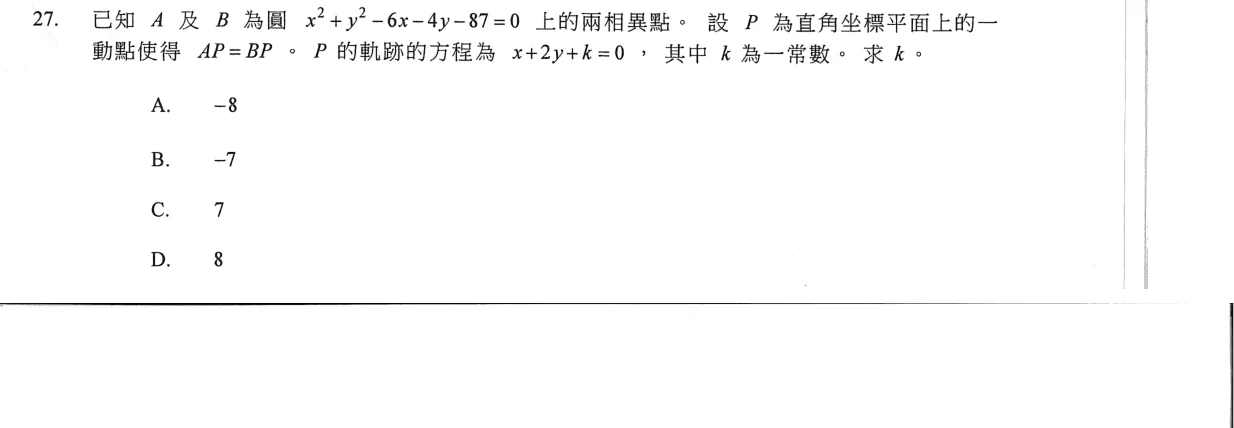 27. 已知 A 及 B 為圓 x² + y² − 6x − 4y − 87 = 0 上的兩相異點。 設 P 為直角坐標平面上的一
動點使得 AP = BP 。 P 的軌跡的方程為 x + 2y + k = 0 ， 其中 k 為一常數。 求 k 。
A. −8
B. −7
C. 7
D. 8